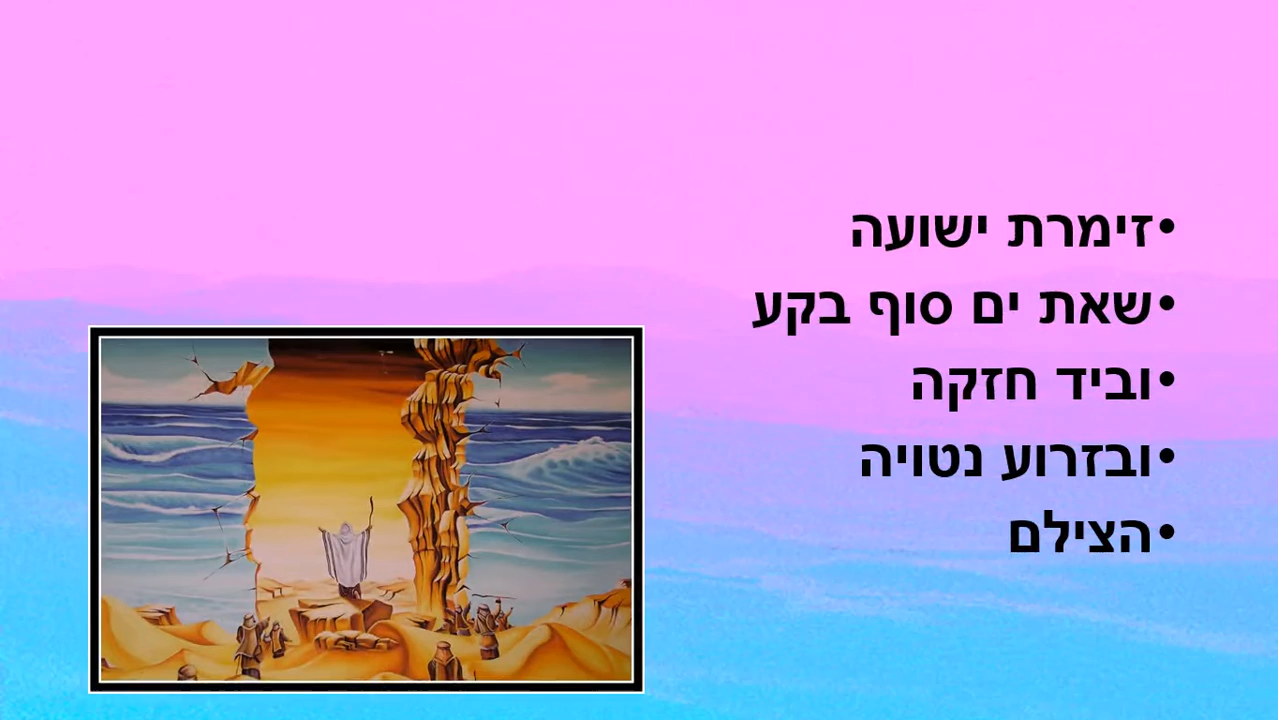 •זימרת ישועה
•שאת ים סוף בקע
•וביד חזקה
•ובזרוע נטויה
•הצילם